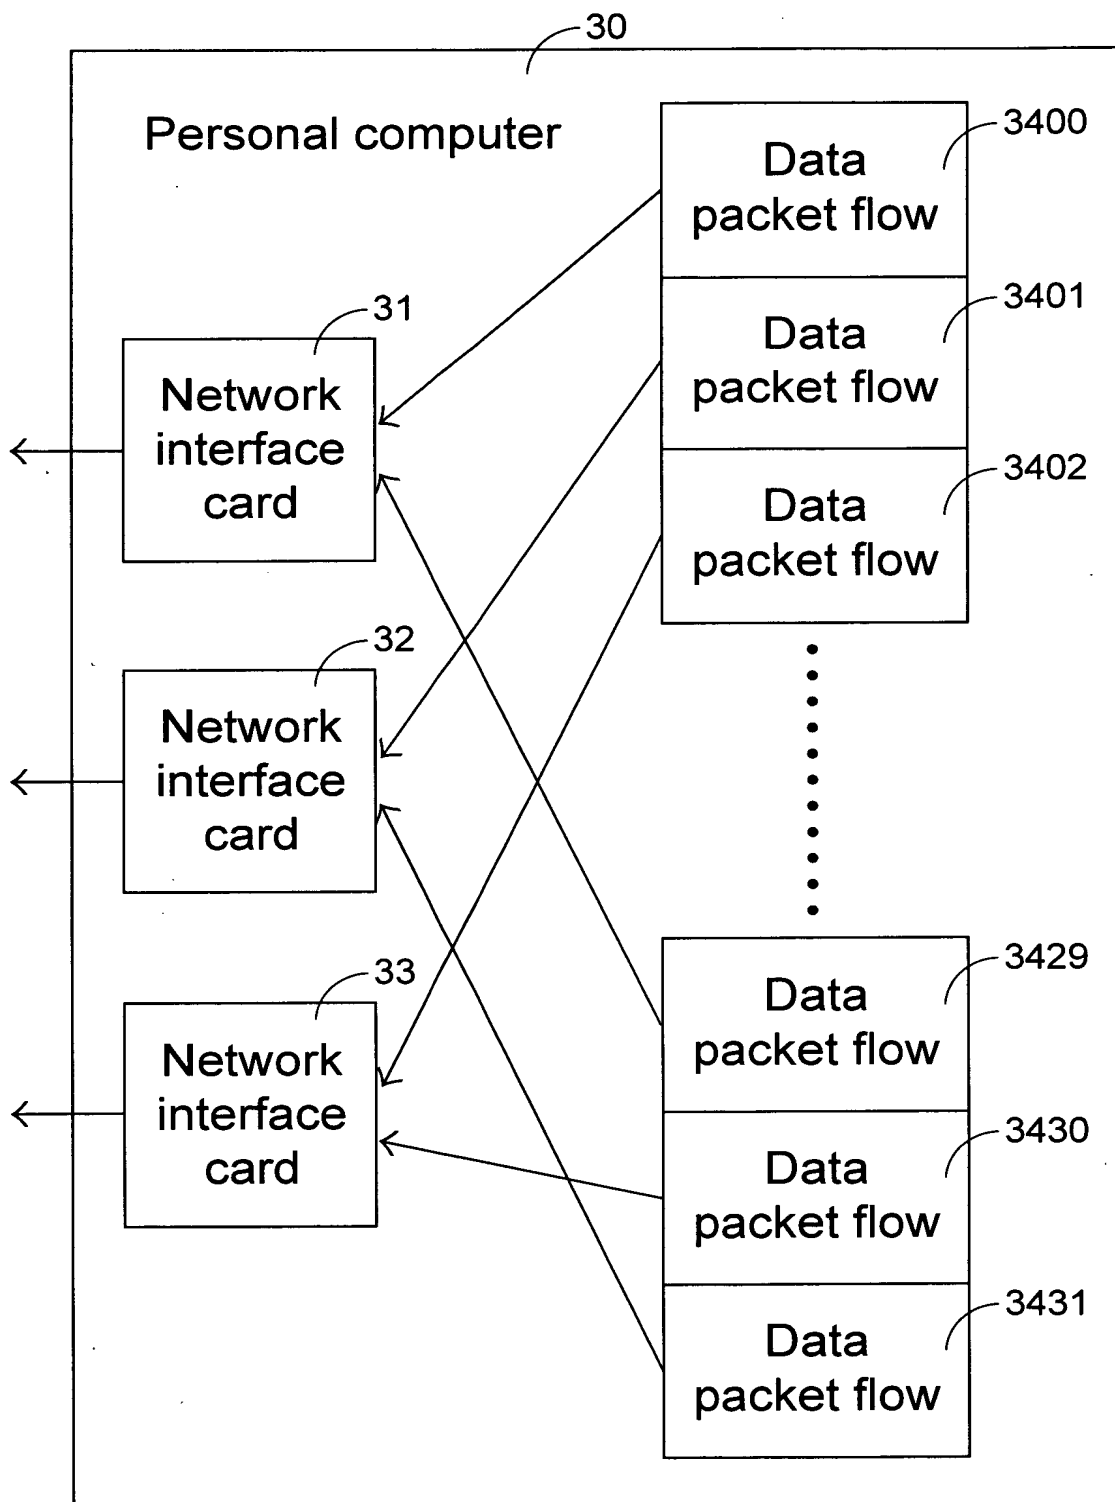 30
Personal computer
3400
Data
packet flow
3401
Data
packet flow
3402
Data
packet flow
31
Network
interface
card
32
Network
interface
card
33
Network
interface
card
3429
Data
packet flow
3430
Data
packet flow
3431
Data
packet flow